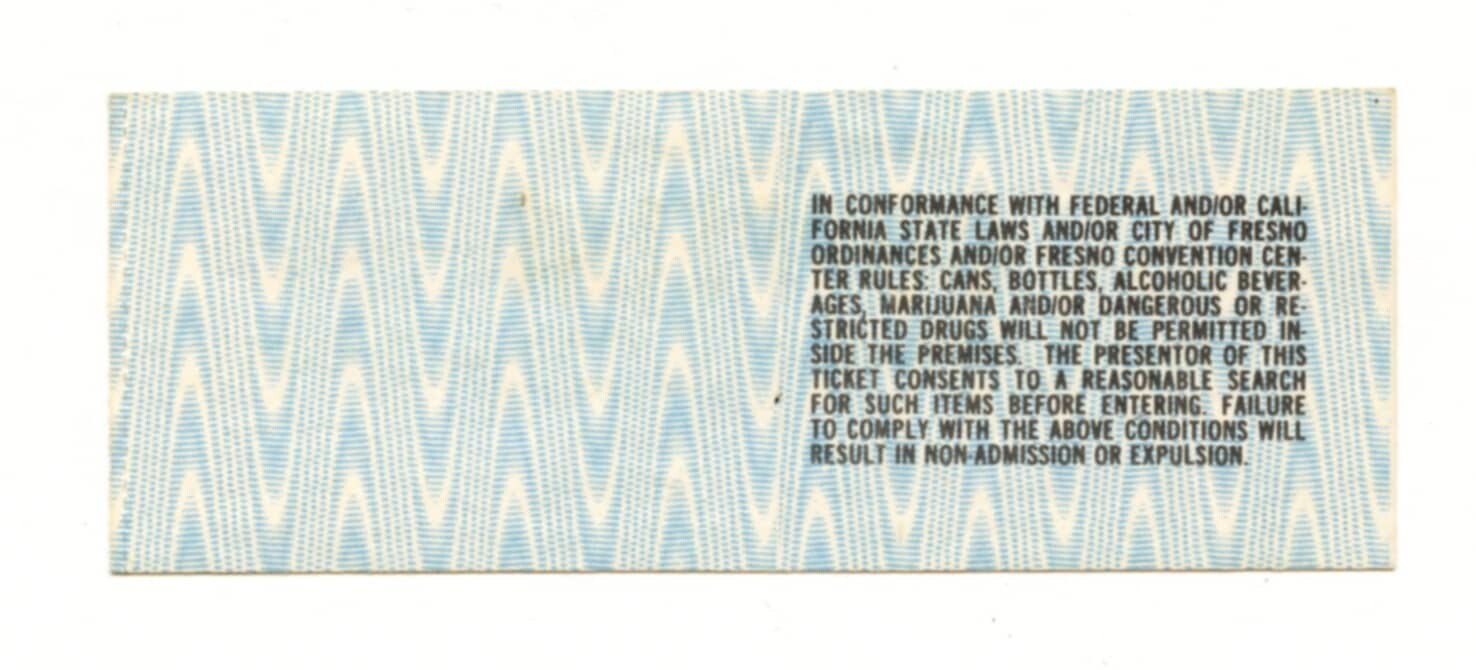 IN CONFORMANCE WITH FEDERAL AND/OR CALI-
FORNIA STATE LAWS AND/OR CITY OF FRESNO
ORDINANCES AND/OR FRESNO CONVENTION CEN-
TER RULES: CANS, BOTTLES, ALCOHOLIC BEVER-
AGES, MARIJUANA AND/OR DANGEROUS OR RE-
STRICTED DRUGS WILL NOT BE PERMITTED IN-
SIDE THE PREMISES. THE PRESENTOR OF THIS
TICKET CONSENTS TO A REASONABLE SEARCH
FOR SUCH ITEMS BEFORE ENTERING. FAILURE
TO COMPLY WITH THE ABOVE CONDITIONS WILL
RESULT IN NON-ADMISSION OR EXPULSION.